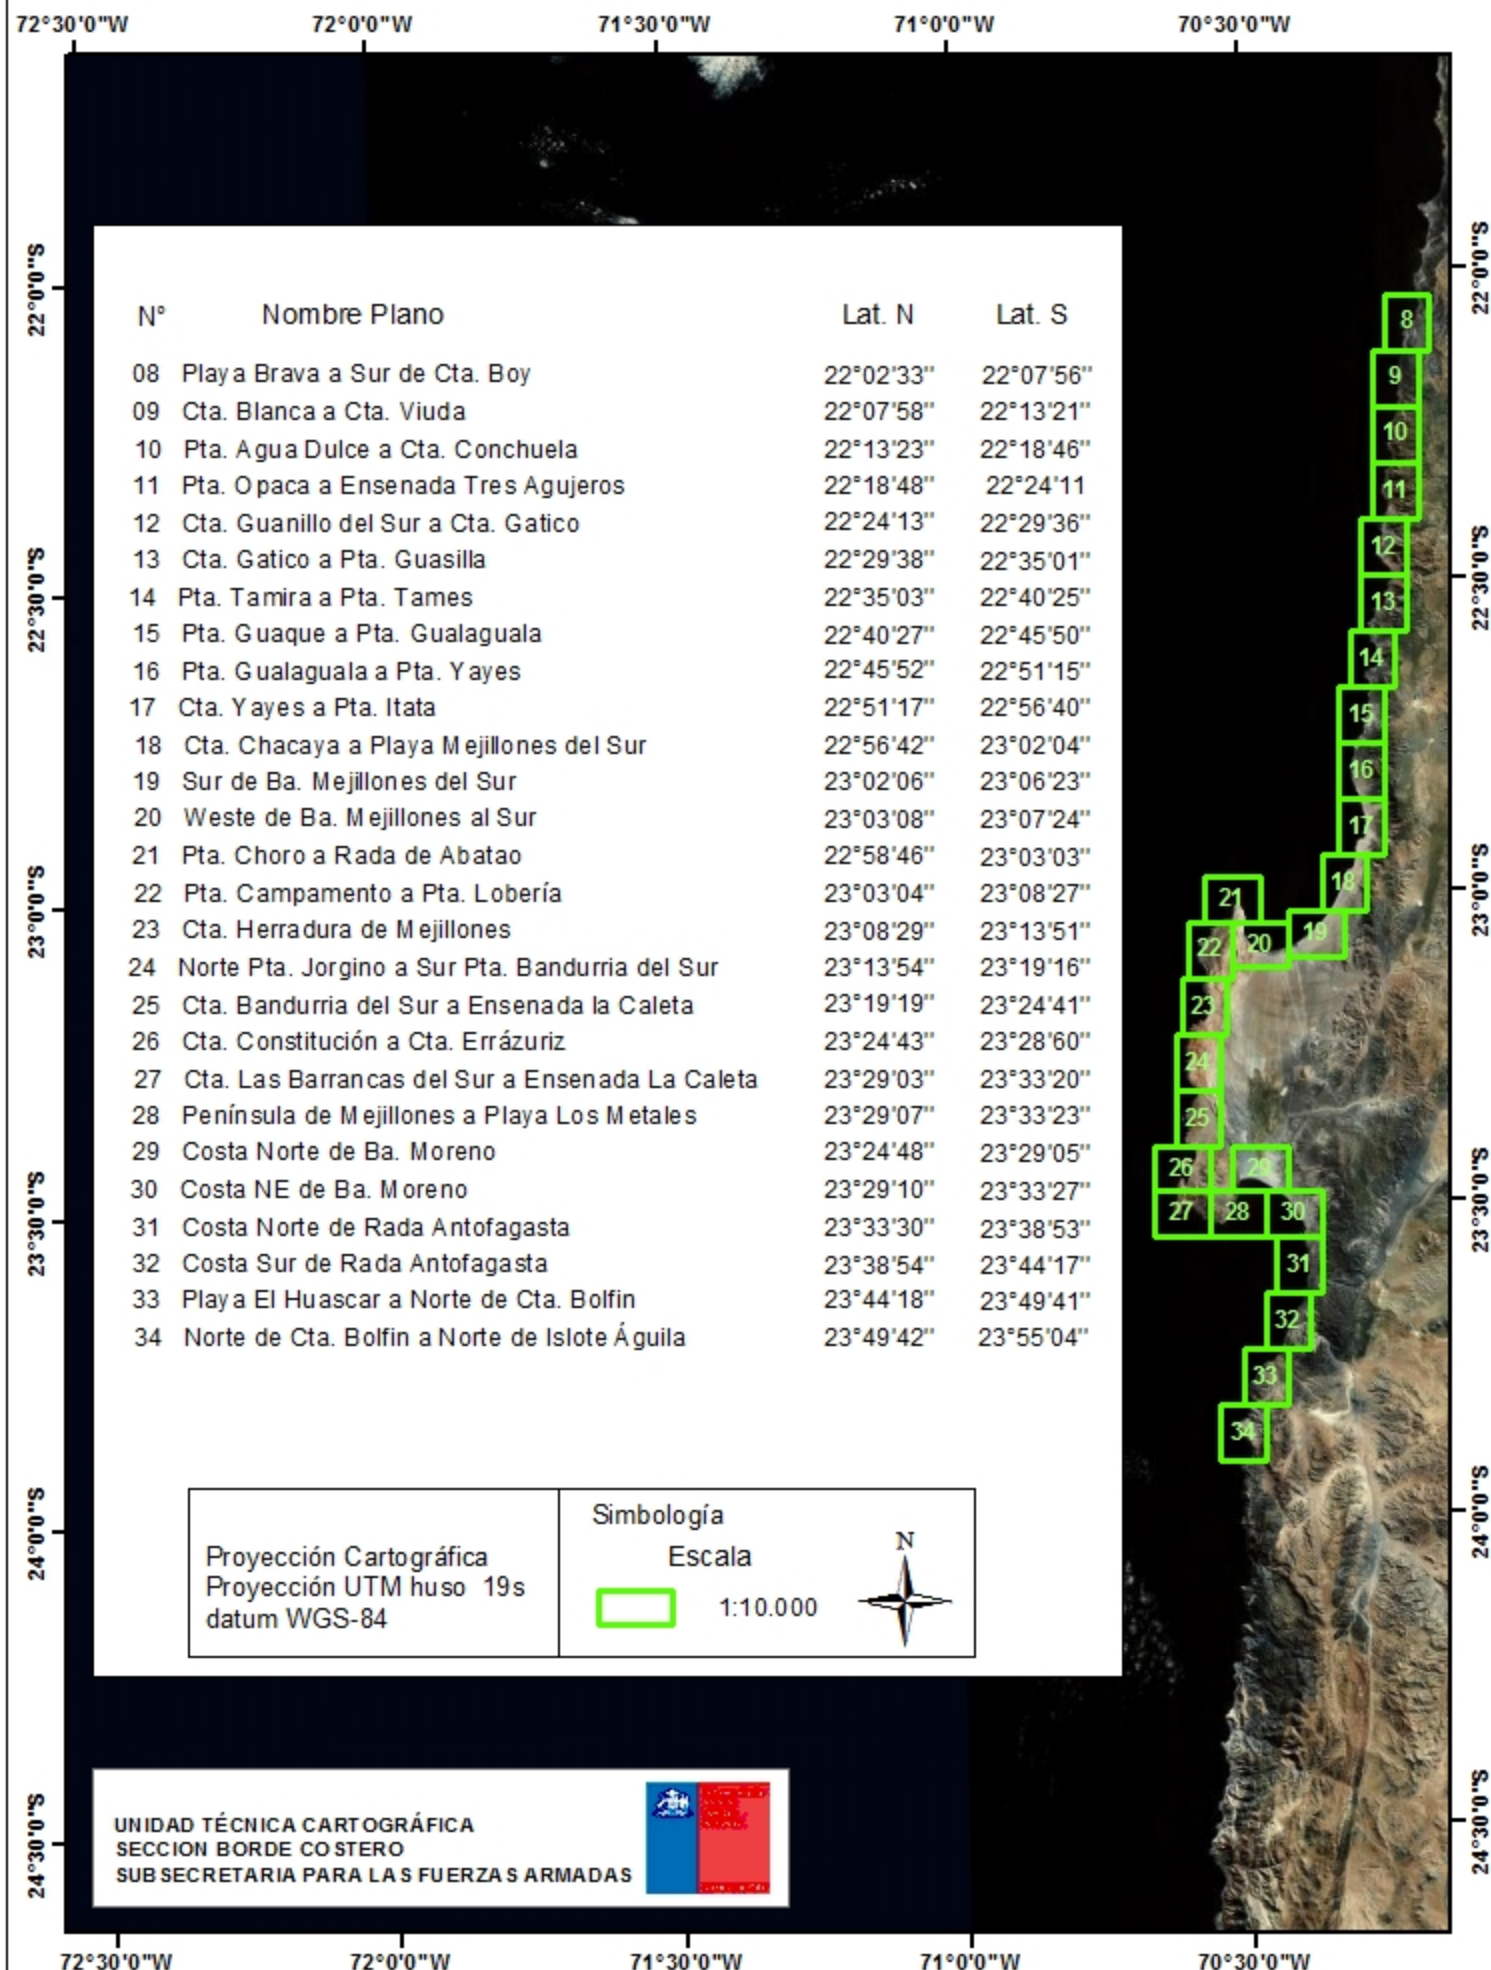 72°30'0"W 72°0'0"W 71°30'0"W 71°0'0"W 70°30'0"W
22°0'0"S 22°0'0"S
22°30'0"S 22°30'0"S
23°0'0"S 23°0'0"S
23°30'0"S 23°30'0"S
24°0'0"S 24°0'0"S
24°30'0"S 24°30'0"S
N° Nombre Plano Lat. N Lat. S
08 Playa Brava a Sur de Cta. Boy 22°02'33" 22°07'56"
09 Cta. Blanca a Cta. Viuda 22°07'58" 22°13'21"
10 Pta. Agua Dulce a Cta. Conchuela 22°13'23" 22°18'46"
11 Pta. Opaca a Ensenada Tres Agujeros 22°18'48" 22°24'11
12 Cta. Guanillo del Sur a Cta. Gatico 22°24'13" 22°29'36"
13 Cta. Gatico a Pta. Guasilla 22°29'38" 22°35'01"
14 Pta. Tamira a Pta. Tames 22°35'03" 22°40'25"
15 Pta. Guaque a Pta. Gualaguala 22°40'27" 22°45'50"
16 Pta. Gualaguala a Pta. Yayes 22°45'52" 22°51'15"
17 Cta. Yayes a Pta. Itata 22°51'17" 22°56'40"
18 Cta. Chacaya a Playa Mejillones del Sur 22°56'42" 23°02'04"
19 Sur de Ba. Mejillones del Sur 23°02'06" 23°06'23"
20 Weste de Ba. Mejillones al Sur 23°03'08" 23°07'24"
21 Pta. Choro a Rada de Abatao 22°58'46" 23°03'03"
22 Pta. Campamento a Pta. Lobería 23°03'04" 23°08'27"
23 Cta. Herradura de Mejillones 23°08'29" 23°13'51"
24 Norte Pta. Jorgino a Sur Pta. Bandurria del Sur 23°13'54" 23°19'16"
25 Cta. Bandurria del Sur a Ensenada la Caleta 23°19'19" 23°24'41"
26 Cta. Constitución a Cta. Errázuriz 23°24'43" 23°28'60"
27 Cta. Las Barrancas del Sur a Ensenada La Caleta 23°29'03" 23°33'20"
28 Península de Mejillones a Playa Los Metales 23°29'07" 23°33'23"
29 Costa Norte de Ba. Moreno 23°24'48" 23°29'05"
30 Costa NE de Ba. Moreno 23°29'10" 23°33'27"
31 Costa Norte de Rada Antofagasta 23°33'30" 23°38'53"
32 Costa Sur de Rada Antofagasta 23°38'54" 23°44'17"
33 Playa El Huascar a Norte de Cta. Bolfin 23°44'18" 23°49'41"
34 Norte de Cta. Bolfin a Norte de Islote Águila 23°49'42" 23°55'04"
8
9
10
11
12
13
14
15
16
17
18
21
19
20
22
23
24
25
26 29
27 28 30
31
32
33
34
Proyección Cartográfica
Proyección UTM huso 19s
datum WGS-84
Simbología
Escala
1:10.000
N
UNIDAD TÉCNICA CARTOGRÁFICA
SECCION BORDE COSTERO
SUBSECRETARIA PARA LAS FUERZAS ARMADAS
72°30'0"W 72°0'0"W 71°30'0"W 71°0'0"W 70°30'0"W